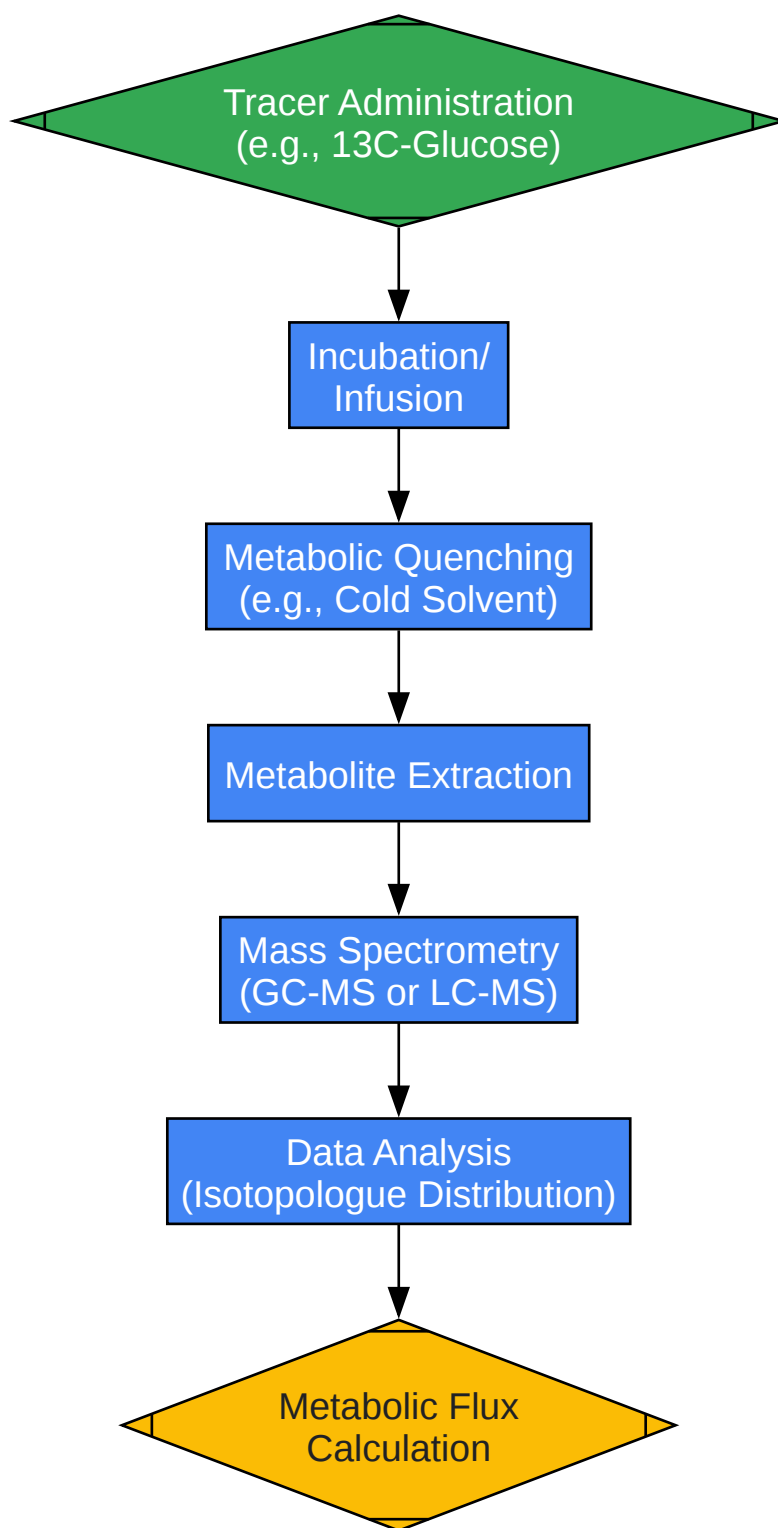 Tracer Administration
(e.g., 13C-Glucose)
Incubation/
Infusion
Metabolic Quenching
(e.g., Cold Solvent)
Metabolite Extraction
Mass Spectrometry
(GC-MS or LC-MS)
Data Analysis
(Isotopologue Distribution)
Metabolic Flux
Calculation